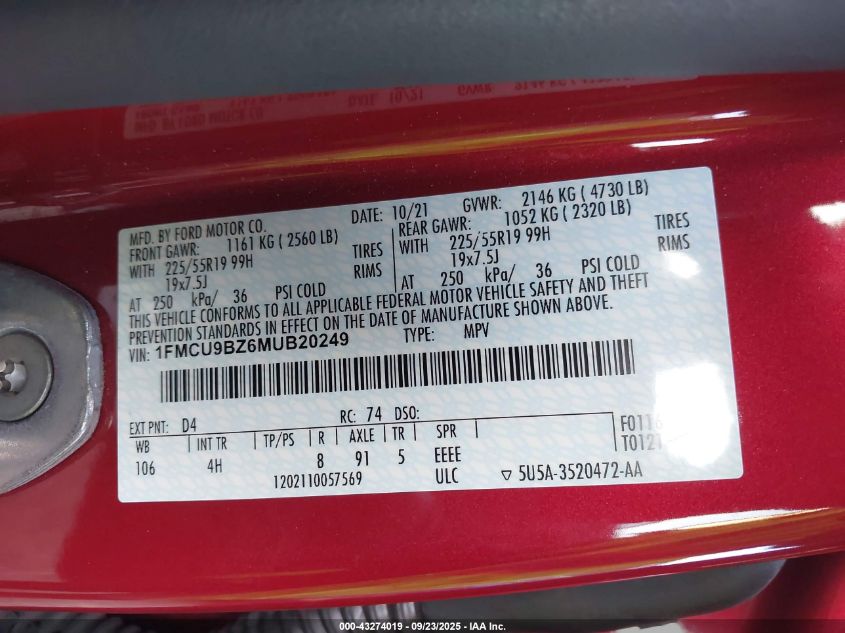 MFD. BY FORD MOTOR CO.
DATE: 10/21 GVWR: 2146 KG ( 4730 LB)
FRONT GAWR: 1161 KG ( 2560 LB) REAR GAWR: 1052 KG ( 2320 LB)
WITH 225/55R19 99H TIRES WITH 225/55R19 99H TIRES
19x7.5J RIMS 19x7.5J RIMS
AT 250 kPa/ 36 PSI COLD AT 250 kPa/ 36 PSI COLD
THIS VEHICLE CONFORMS TO ALL APPLICABLE FEDERAL MOTOR VEHICLE SAFETY AND THEFT
PREVENTION STANDARDS IN EFFECT ON THE DATE OF MANUFACTURE SHOWN ABOVE.
VIN: 1FMCU9BZ6MUB20249 TYPE: MPV
EXT PNT: D4 RC: 74 DSO:
WB INT TR TP/PS R AXLE TR SPR
106 4H 8 91 5 EEEE
F0116
T0121
1202110057569 ULC ▽ 5U5A-3520472-AA
000-43274019 - 09/23/2025 - IAA Inc.